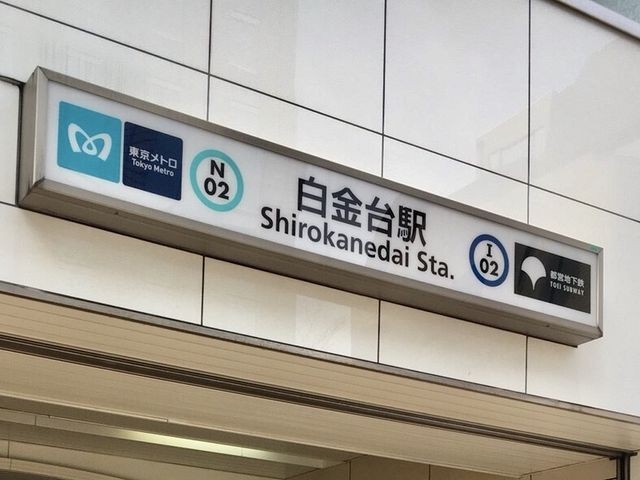 東京メトロ
Tokyo Metro
N
02
白金台駅
Shirokanedai Sta.
I
02
都営地下鉄
TOEI SUBWAY